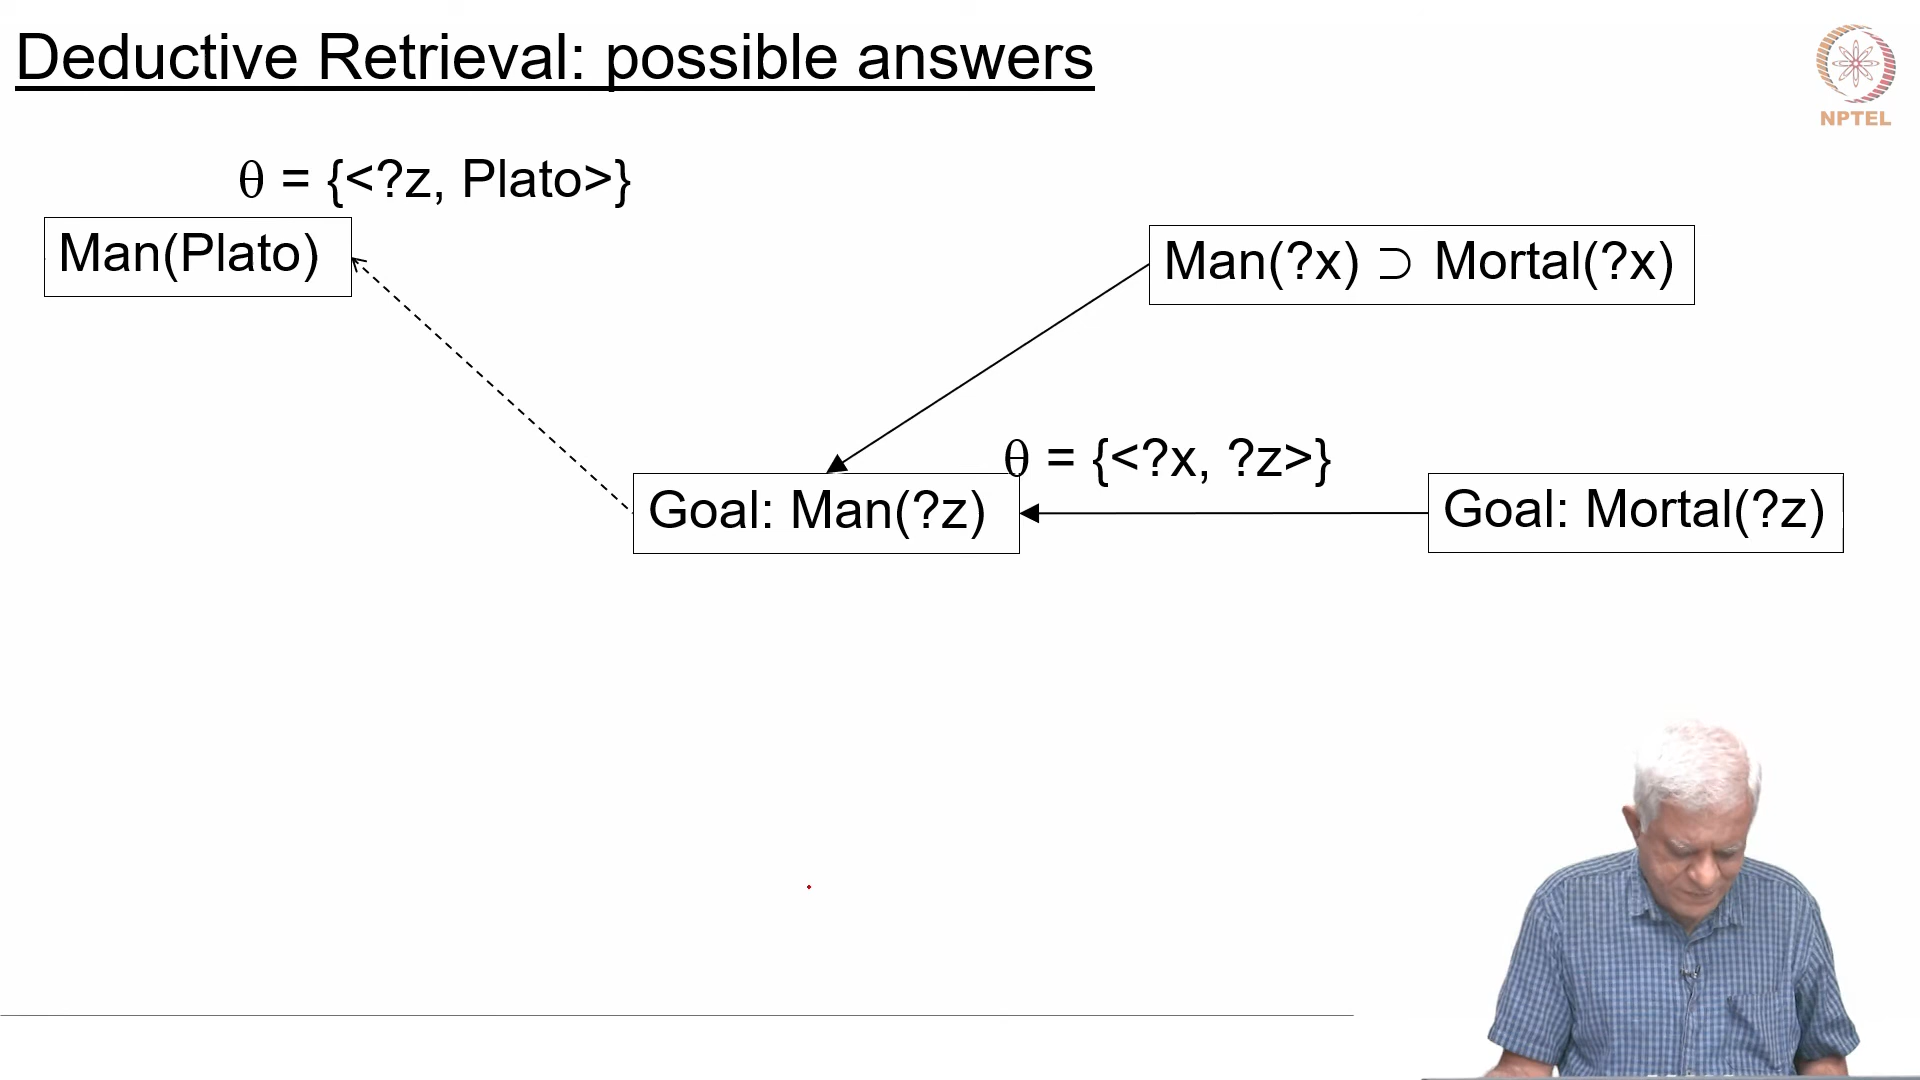 Deductive Retrieval: possible answers
NPTEL
θ = {<?z, Plato>}
Man(Plato)
Man(?x) ⊃ Mortal(?x)
θ = {<?x, ?z>}
Goal: Man(?z)
Goal: Mortal(?z)